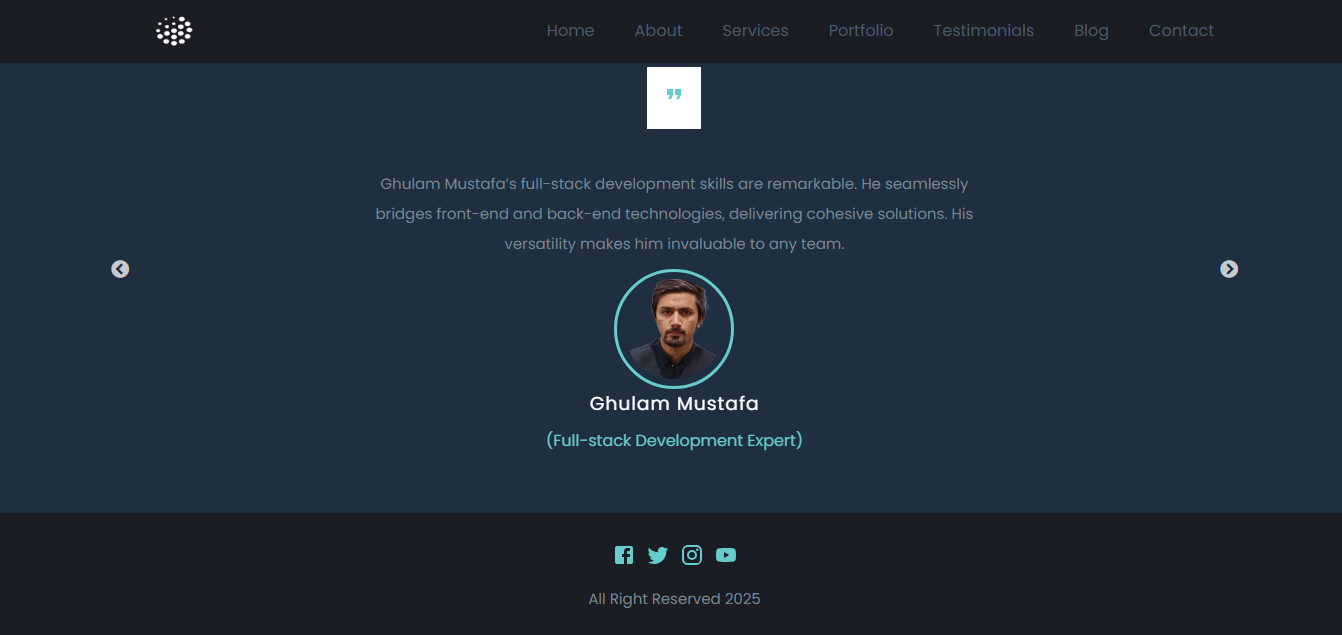 Home About Services Portfolio Testimonials Blog Contact
”
Ghulam Mustafa’s full-stack development skills are remarkable. He seamlessly
bridges front-end and back-end technologies, delivering cohesive solutions. His
versatility makes him invaluable to any team.
Ghulam Mustafa
(Full-stack Development Expert)
All Right Reserved 2025